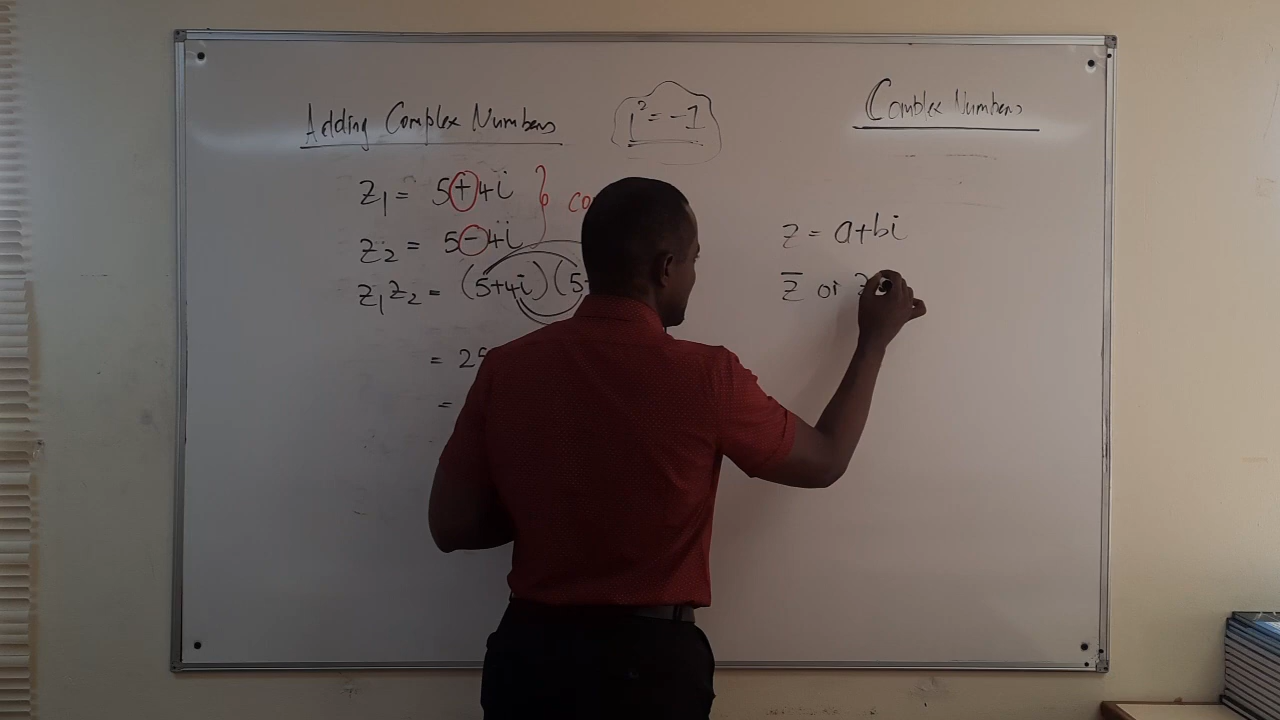 Adding Complex Numbers
i² = -1
Complex Numbers
z₁ = 5+4i
z₂ = 5-4i
z₁z₂ = (5+4i)(5
= 25
=
z = a+bi
z̅ or z